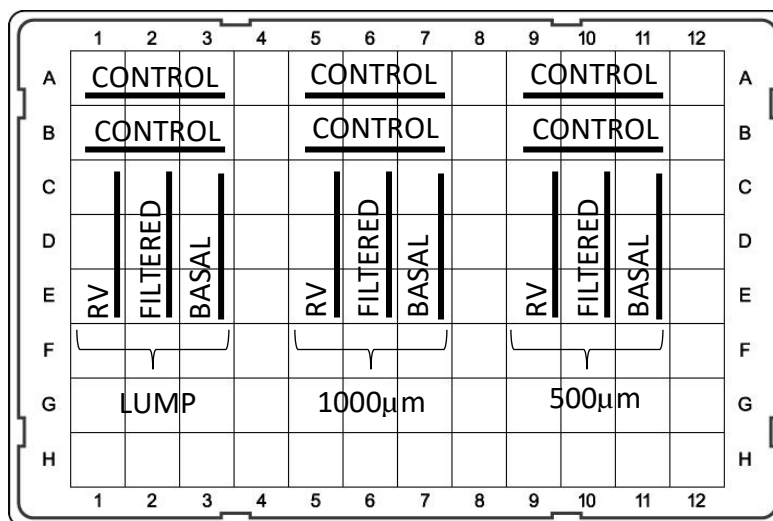 1 2 3 4 5 6 7 8 9 10 11 12
A CONTROL CONTROL CONTROL A
B CONTROL CONTROL CONTROL B
C C
D D
E E
RV FILTERED BASAL RV FILTERED BASAL RV FILTERED BASAL
F F
G LUMP 1000μm 500μm G
H H
1 2 3 4 5 6 7 8 9 10 11 12